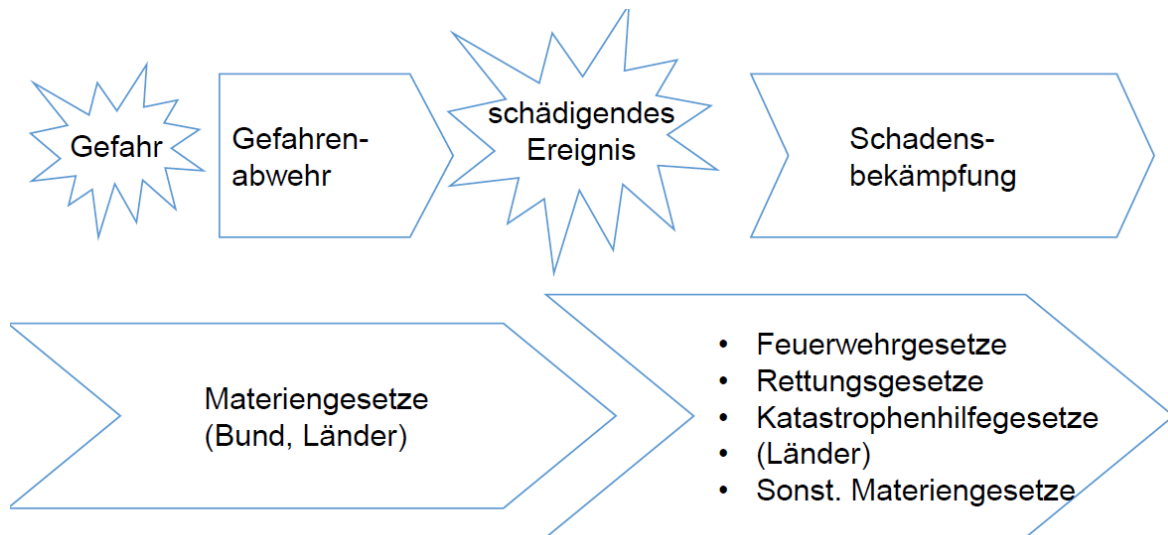 Gefahr
Gefahren-
abwehr
schädigendes
Ereignis
Schadens-
bekämpfung
Materiengesetze
(Bund, Länder)
• Feuerwehrgesetze
• Rettungsgesetze
• Katastrophenhilfegesetze
• (Länder)
• Sonst. Materiengesetze